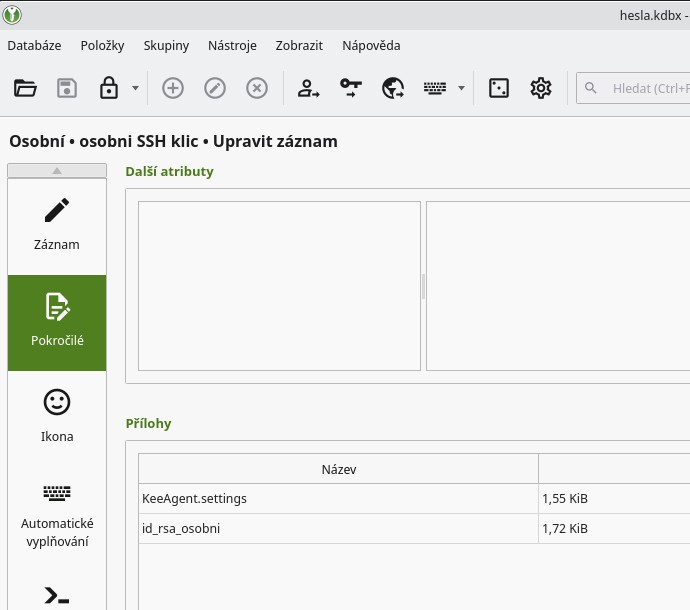 hesla.kdbx -
Databáze Položky Skupiny Nástroje Zobrazit Nápověda
Hledat (Ctrl+F
Osobní • osobni SSH klic • Upravit záznam
Další atributy
Záznam
Pokročilé
Ikona
Přílohy
Název
KeeAgent.settings 1,55 KiB
id_rsa_osobni 1,72 KiB
Automatické
vyplňování